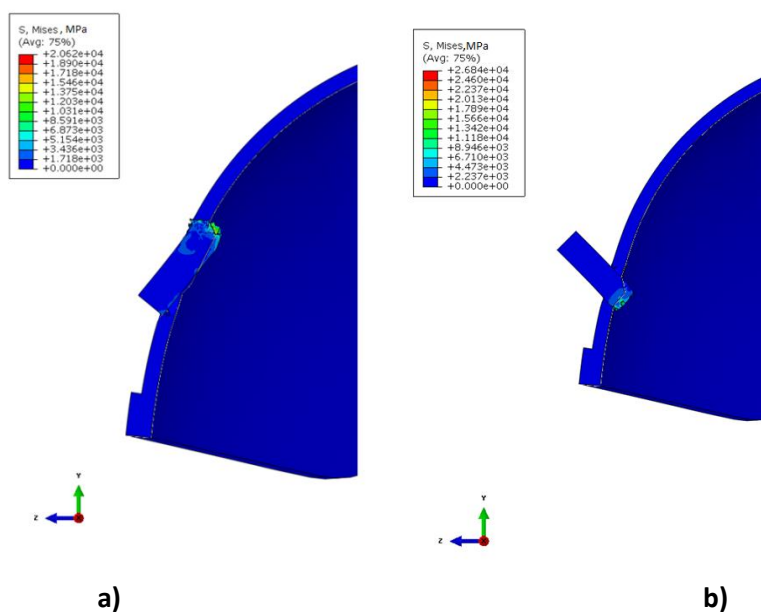 S, Mises, MPa
(Avg: 75%)
+2.062e+04
+1.890e+04
+1.718e+04
+1.546e+04
+1.375e+04
+1.203e+04
+1.031e+04
+8.591e+03
+6.873e+03
+5.154e+03
+3.436e+03
+1.718e+03
+0.000e+00
S, Mises,MPa
(Avg: 75%)
+2.684e+04
+2.460e+04
+2.237e+04
+2.013e+04
+1.789e+04
+1.566e+04
+1.342e+04
+1.118e+04
+8.946e+03
+6.710e+03
+4.473e+03
+2.237e+03
+0.000e+00
Y
Z
X
Y
Z
X
a)
b)